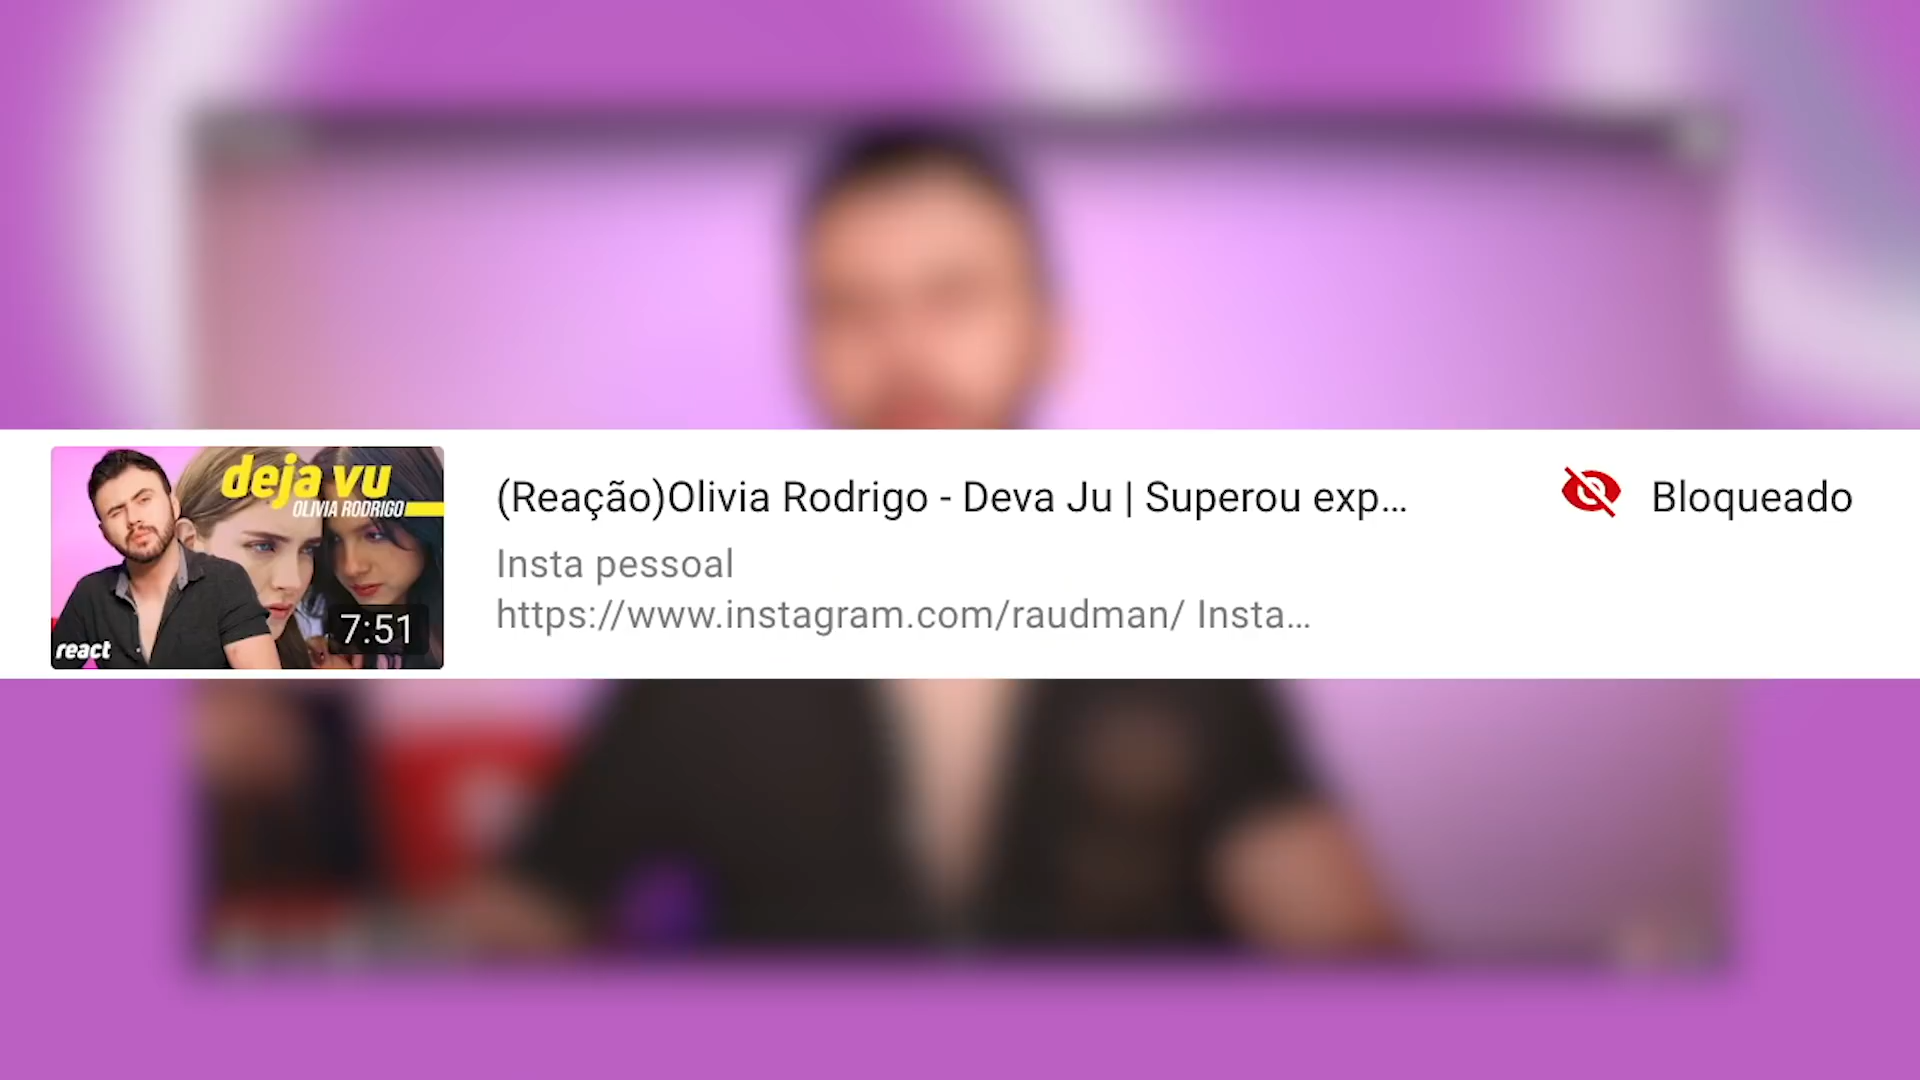 deja vu
OLIVIA RODRIGO
react
7:51
(Reação)Olivia Rodrigo - Deva Ju | Superou exp...
Bloqueado
Insta pessoal
https://www.instagram.com/raudman/ Insta...